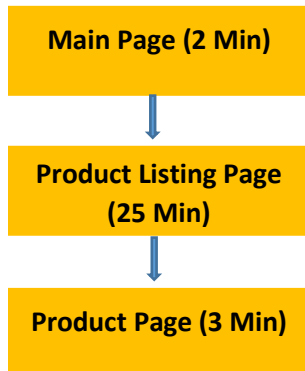 Main Page (2 Min)
Product Listing Page
(25 Min)
Product Page (3 Min)